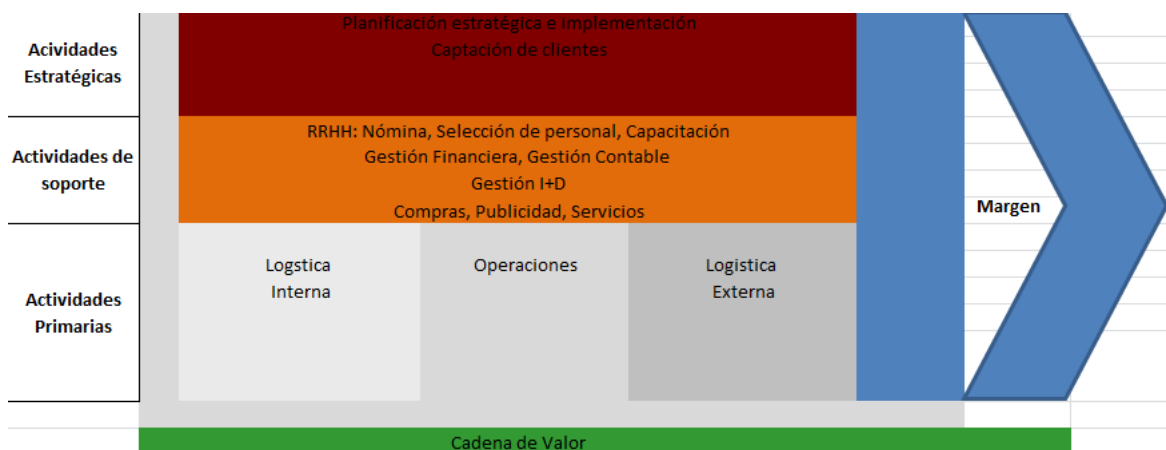 Planificación estratégica e implementación
Captación de clientes
Acividades
Estratégicas
RRHH: Nómina, Selección de personal, Capacitación
Gestión Financiera, Gestión Contable
Gestión I+D
Compras, Publicidad, Servicios
Actividades de
soporte
Margen
Logstica
Interna
Operaciones
Logistica
Externa
Actividades
Primarias
Cadena de Valor